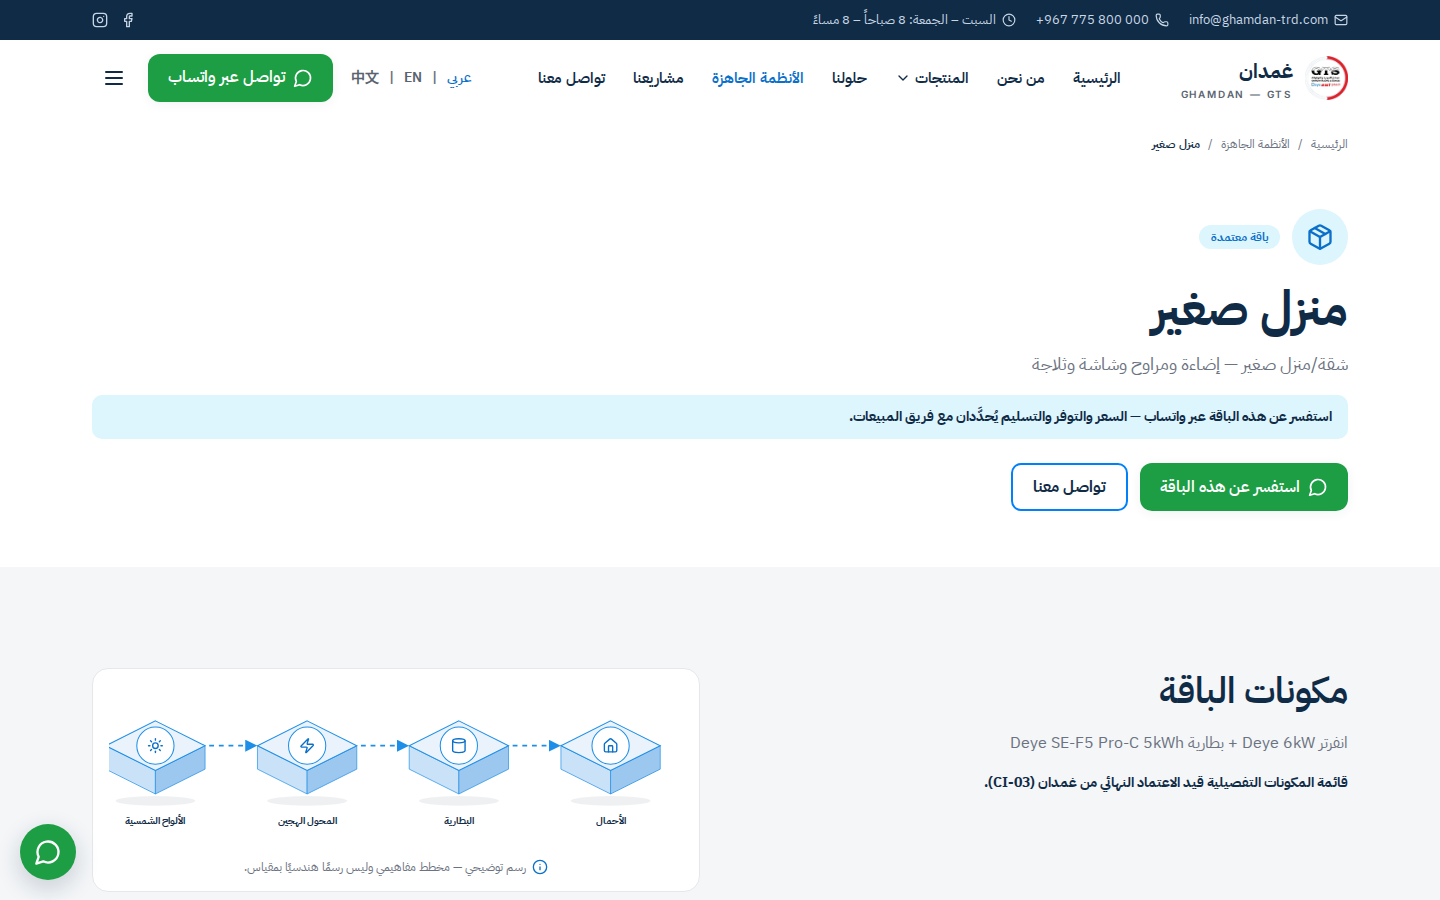 info@ghamdan-trd.com
+967 775 800 000
السبت – الجمعة: 8 صباحاً – 8 مساءً
GTS
غمدان
GHAMDAN — GTS
الرئيسية
من نحن
المنتجات
حلولنا
الأنظمة الجاهزة
مشاريعنا
تواصل معنا
عربي | EN | 中文
تواصل عبر واتساب
الرئيسية / الأنظمة الجاهزة / منزل صغير
باقة معتمدة
منزل صغير
شقة/منزل صغير — إضاءة ومراوح وشاشة وثلاجة
استفسر عن هذه الباقة عبر واتساب — السعر والتوفر والتسليم يُحدَّدان مع فريق المبيعات.
استفسر عن هذه الباقة
تواصل معنا
مكونات الباقة
انفرتر Deye 6kW + بطارية Deye SE-F5 Pro-C 5kWh
قائمة المكونات التفصيلية قيد الاعتماد النهائي من غمدان (CI-03).
الأحمال
البطارية
المحول الهجين
الألواح الشمسية
رسم توضيحي — مخطط مفاهيمي وليس رسمًا هندسيًا بمقياس.